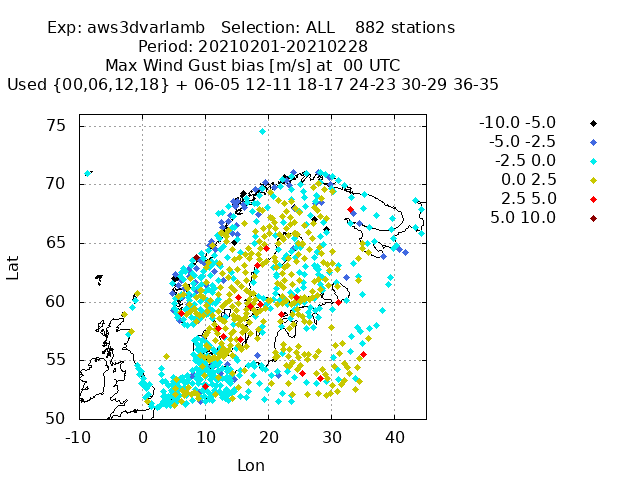 Exp: aws3dvarlamb   Selection: ALL    882 stations
Period: 20210201-20210228
Max Wind Gust bias [m/s] at  00 UTC
Used {00,06,12,18} + 06-05 12-11 18-17 24-23 30-29 36-35
-10.0 -5.0
-5.0 -2.5
-2.5 0.0
0.0 2.5
2.5 5.0
5.0 10.0
75
70
65
60
55
50
Lat
-10 0 10 20 30 40
Lon